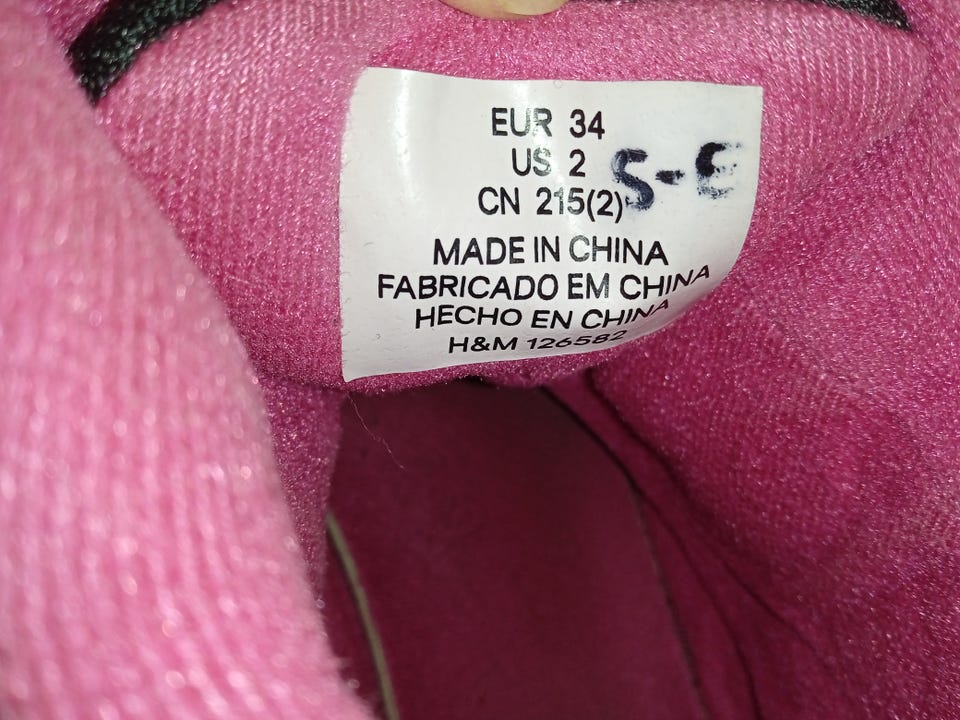 EUR 34
US 2
CN 215(2)
S-E
MADE IN CHINA
FABRICADO EM CHINA
HECHO EN CHINA
H&M 126582